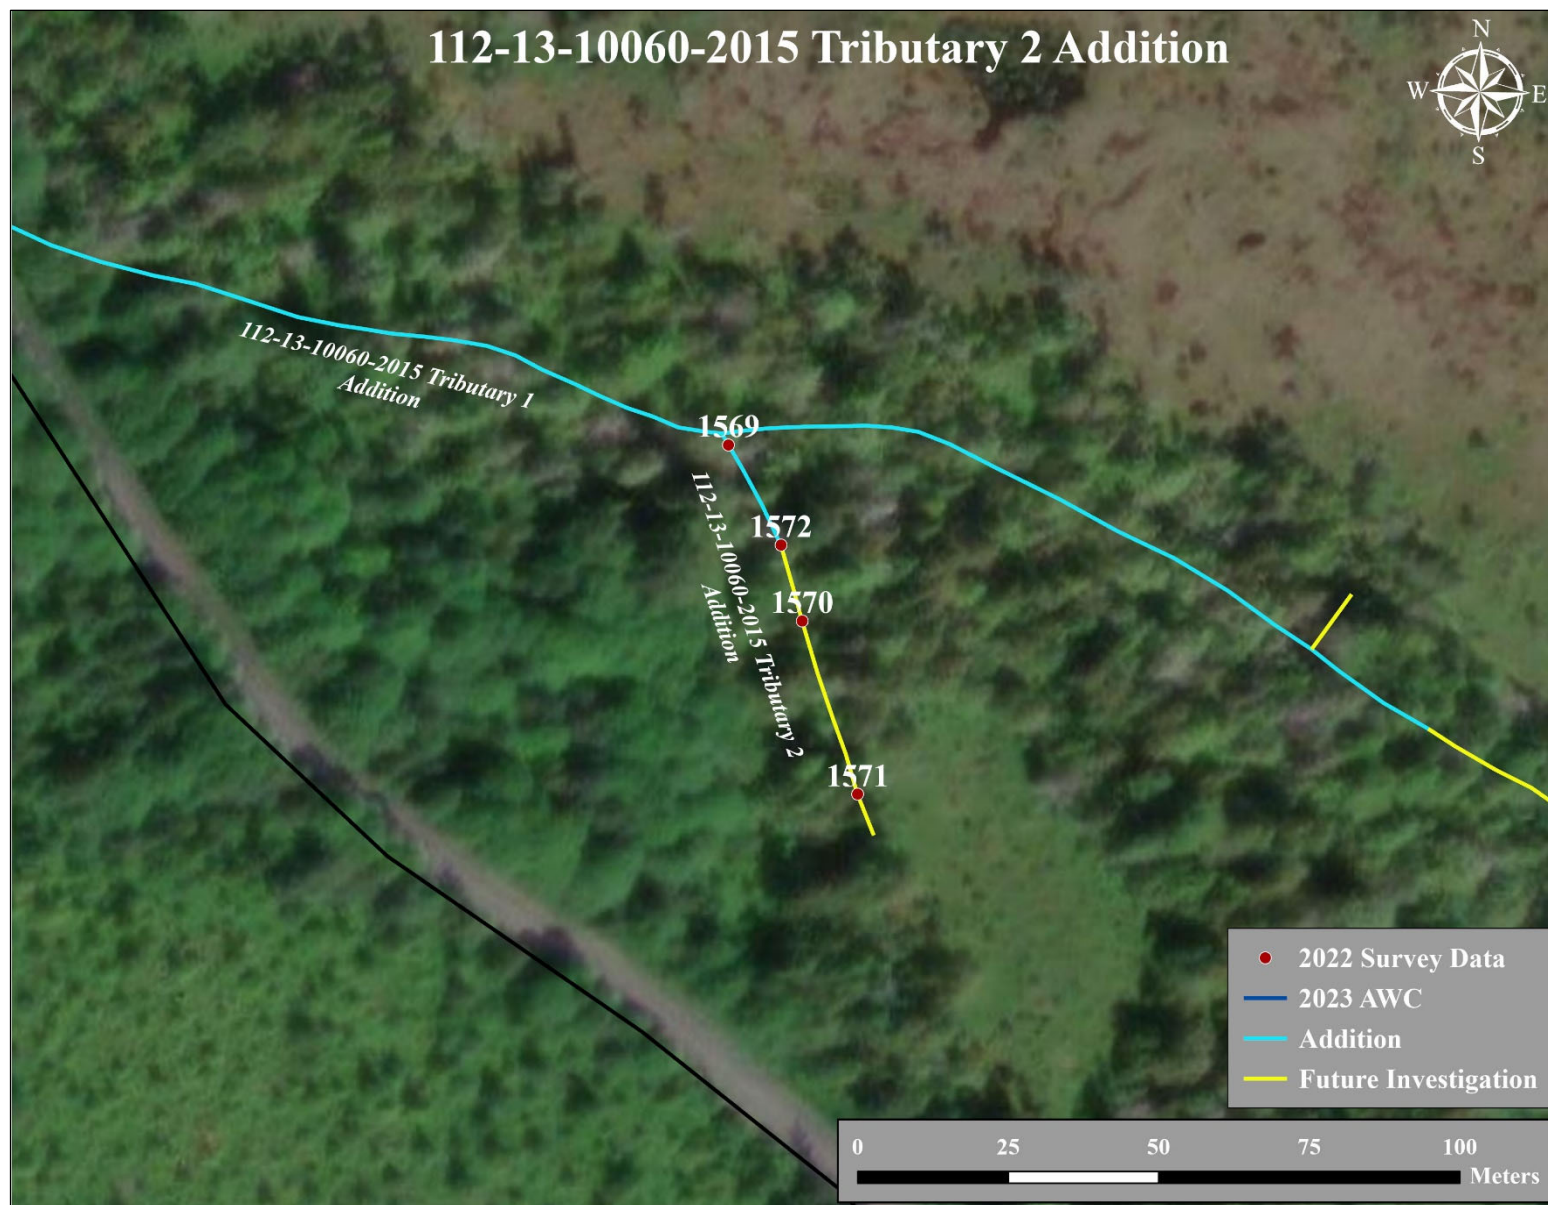 112-13-10060-2015 Tributary 2 Addition
N
W
E
S
112-13-10060-2015 Tributary 1
Addition
1569
112-13-10060-2015 Tributary 2
Addition
1572
1570
1571
2022 Survey Data
2023 AWC
Addition
Future Investigation
0 25 50 75 100
Meters